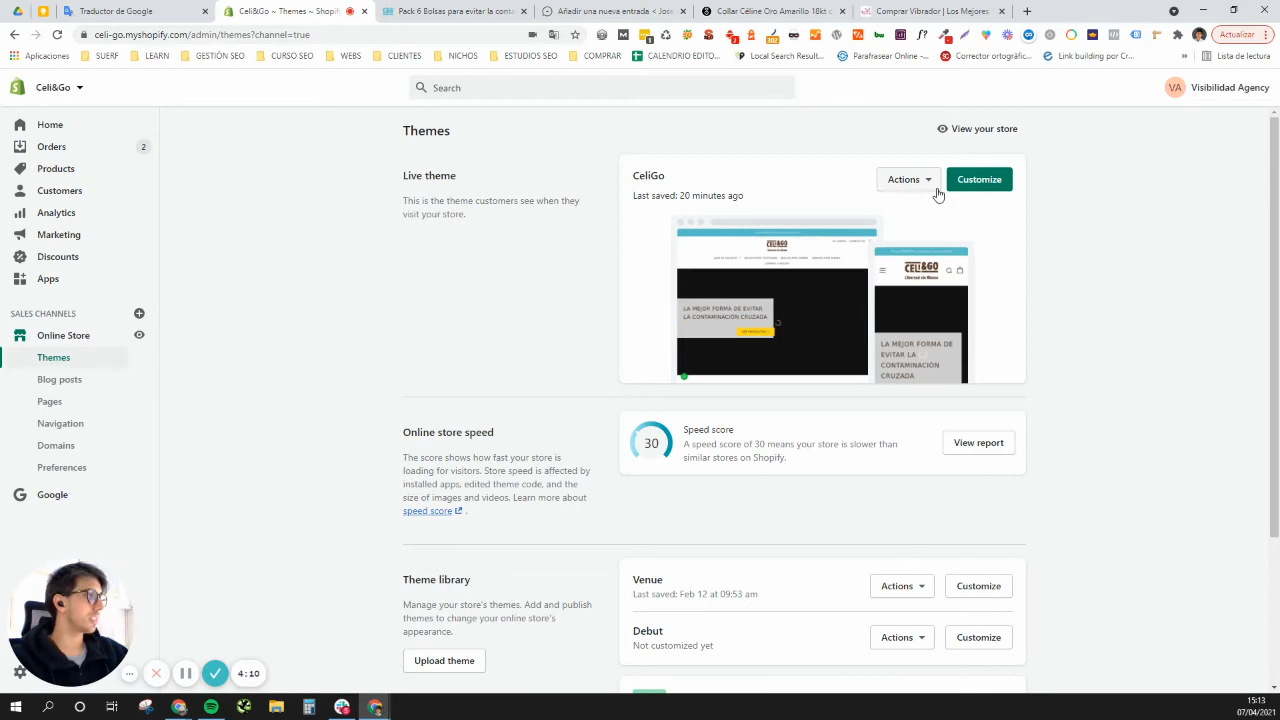 Traductor de Google
Celi&Go ~ Themes ~ Shopif
Pack 6 Bolsas para evitar la cont
Añadir una nueva entrada < Jose
Collar Céline Oro Amarillo 18kt c
Comprar Vibrador | Los Mejores
celi-go.myshopify.com/admin/themes?channel=true
Actualizar
Aplicaciones
SUEÑI
LEARN
GESTIÓN SEO
CURSO SEO
WEBS
CLIENTES
NICHOS
ESTUDIOS SEO
COMPRAR
CALENDARIO EDITO...
Local Search Result...
Parafrasear Online -...
Corrector ortográfic...
Link building por Cr...
»
Lista de lectura
Celi&Go
Search
VA
Visibilidad Agency
Home
Orders
2
Products
Customers
Analytics
Marketing
Discounts
Apps
SALES CHANNELS
Online Store
Themes
Blog posts
Pages
Navigation
Domains
Preferences
Google
Themes
View your store
Live theme
This is the theme customers see when they
visit your store.
CeliGo
Last saved: 20 minutes ago
Actions
Customize
CELI&GO
LA MEJOR FORMA DE EVITAR
LA CONTAMINACIÓN CRUZADA
CELI&GO
LA MEJOR FORMA DE
EVITAR LA
CONTAMINACIÓN
CRUZADA
Online store speed
The score shows how fast your store is
loading for visitors. Store speed is affected by
installed apps, edited theme code, and the
size of images and videos. Learn more about
speed score .
30
Speed score
A speed score of 30 means your store is slower than
similar stores on Shopify.
View report
Theme library
Manage your store's themes. Add and publish
themes to change your online store's
appearance.
Upload theme
Venue
Last saved: Feb 12 at 09:53 am
Actions
Customize
Debut
Not customized yet
Actions
Customize
4:10
15:13
07/04/2021